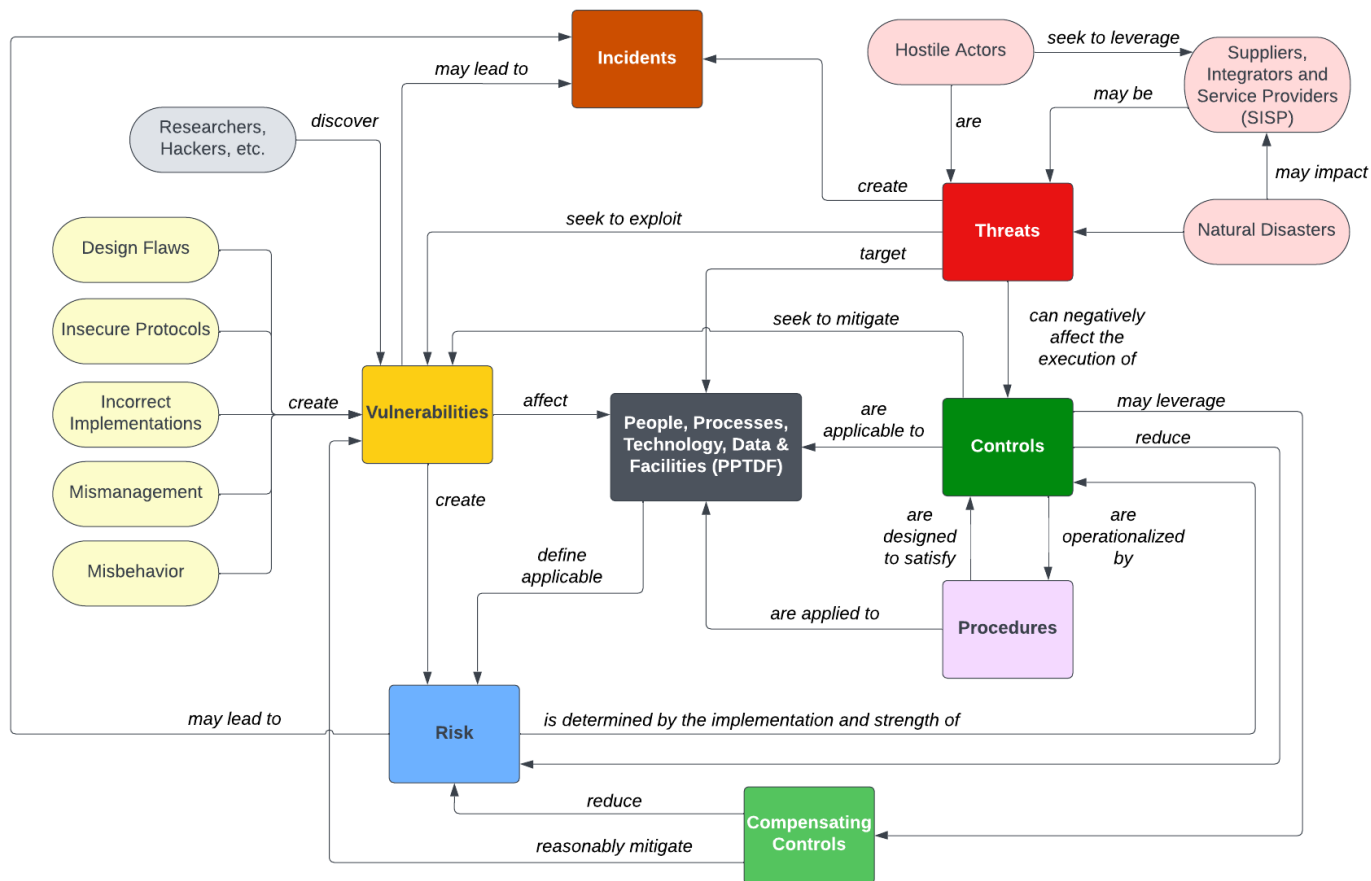 Incidents
Hostile Actors
seek to leverage
Suppliers,
Integrators and
Service Providers
(SISP)
may lead to
may be
Researchers,
Hackers, etc.
discover
are
may impact
create
seek to exploit
Threats
Natural Disasters
Design Flaws
target
can negatively
affect the
execution of
seek to mitigate
Insecure Protocols
Incorrect
Implementations
create
Vulnerabilities
affect
People, Processes,
Technology, Data &
Facilities (PPTDF)
are
applicable to
Controls
may leverage
reduce
Mismanagement
create
are
designed
to satisfy
are
operationalized
by
Misbehavior
define
applicable
are applied to
Procedures
may lead to
Risk
is determined by the implementation and strength of
reduce
Compensating
Controls
reasonably mitigate